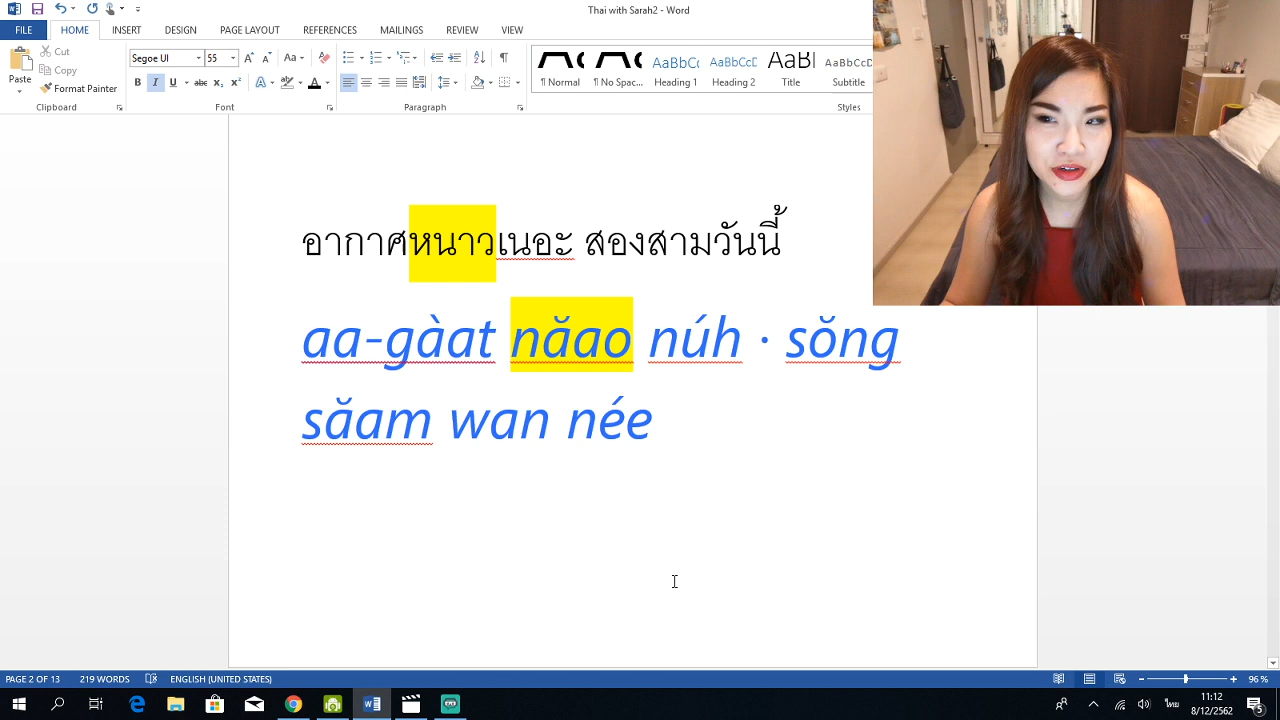 Thai with Sarah2 - Word
FILE HOME INSERT DESIGN PAGE LAYOUT REFERENCES MAILINGS REVIEW VIEW
Paste
Cut
Copy
Format Painter
Clipboard
Segoe UI 55
Font
Paragraph
¶ Normal ¶ No Spac... Heading 1 Heading 2 Title Subtitle
Styles
อากาศหนาวเนอะ สองสามวันนี้
aa-gàat năao núh · sŏng
săam wan née
PAGE 2 OF 13 219 WORDS ENGLISH (UNITED STATES) 96 %
ไทย
11:12
8/12/2562